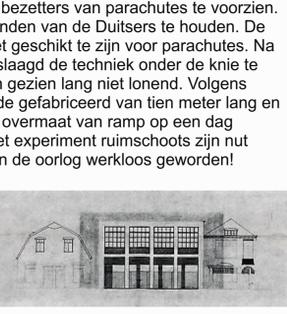 bezetters van parachutes te voorzien.
nden van de Duitsers te houden. De
t geschikt te zijn voor parachutes. Na
slaagd de techniek onder de knie te
gezien lang niet lonend. Volgens
de gefabriceerd van tien meter lang en
overmaat van ramp op een dag
et experiment ruimschoots zijn nut
n de oorlog werkloos geworden!